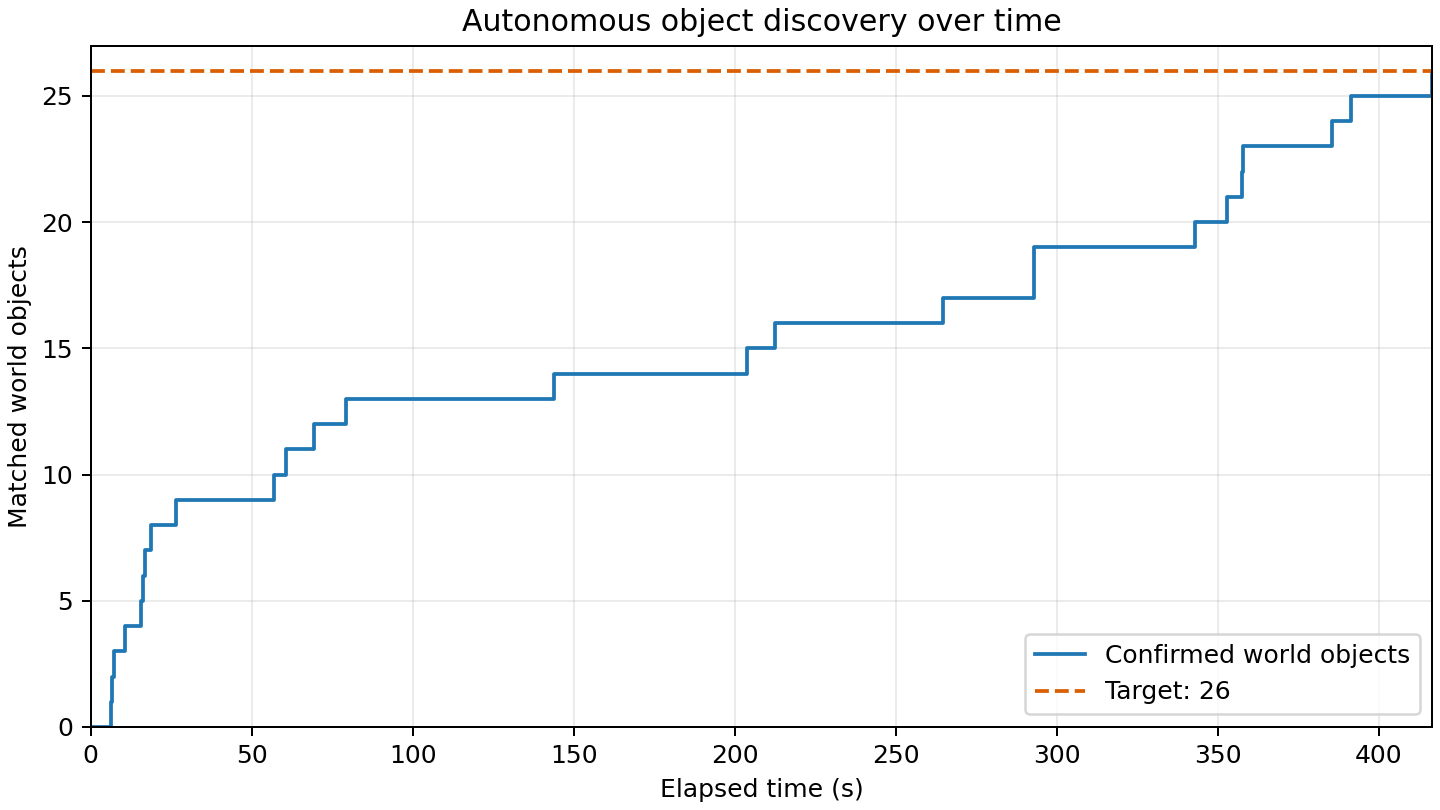 Autonomous object discovery over time
Matched world objects
25
20
15
10
5
0
0 50 100 150 200 250 300 350 400
Elapsed time (s)
Confirmed world objects
Target: 26